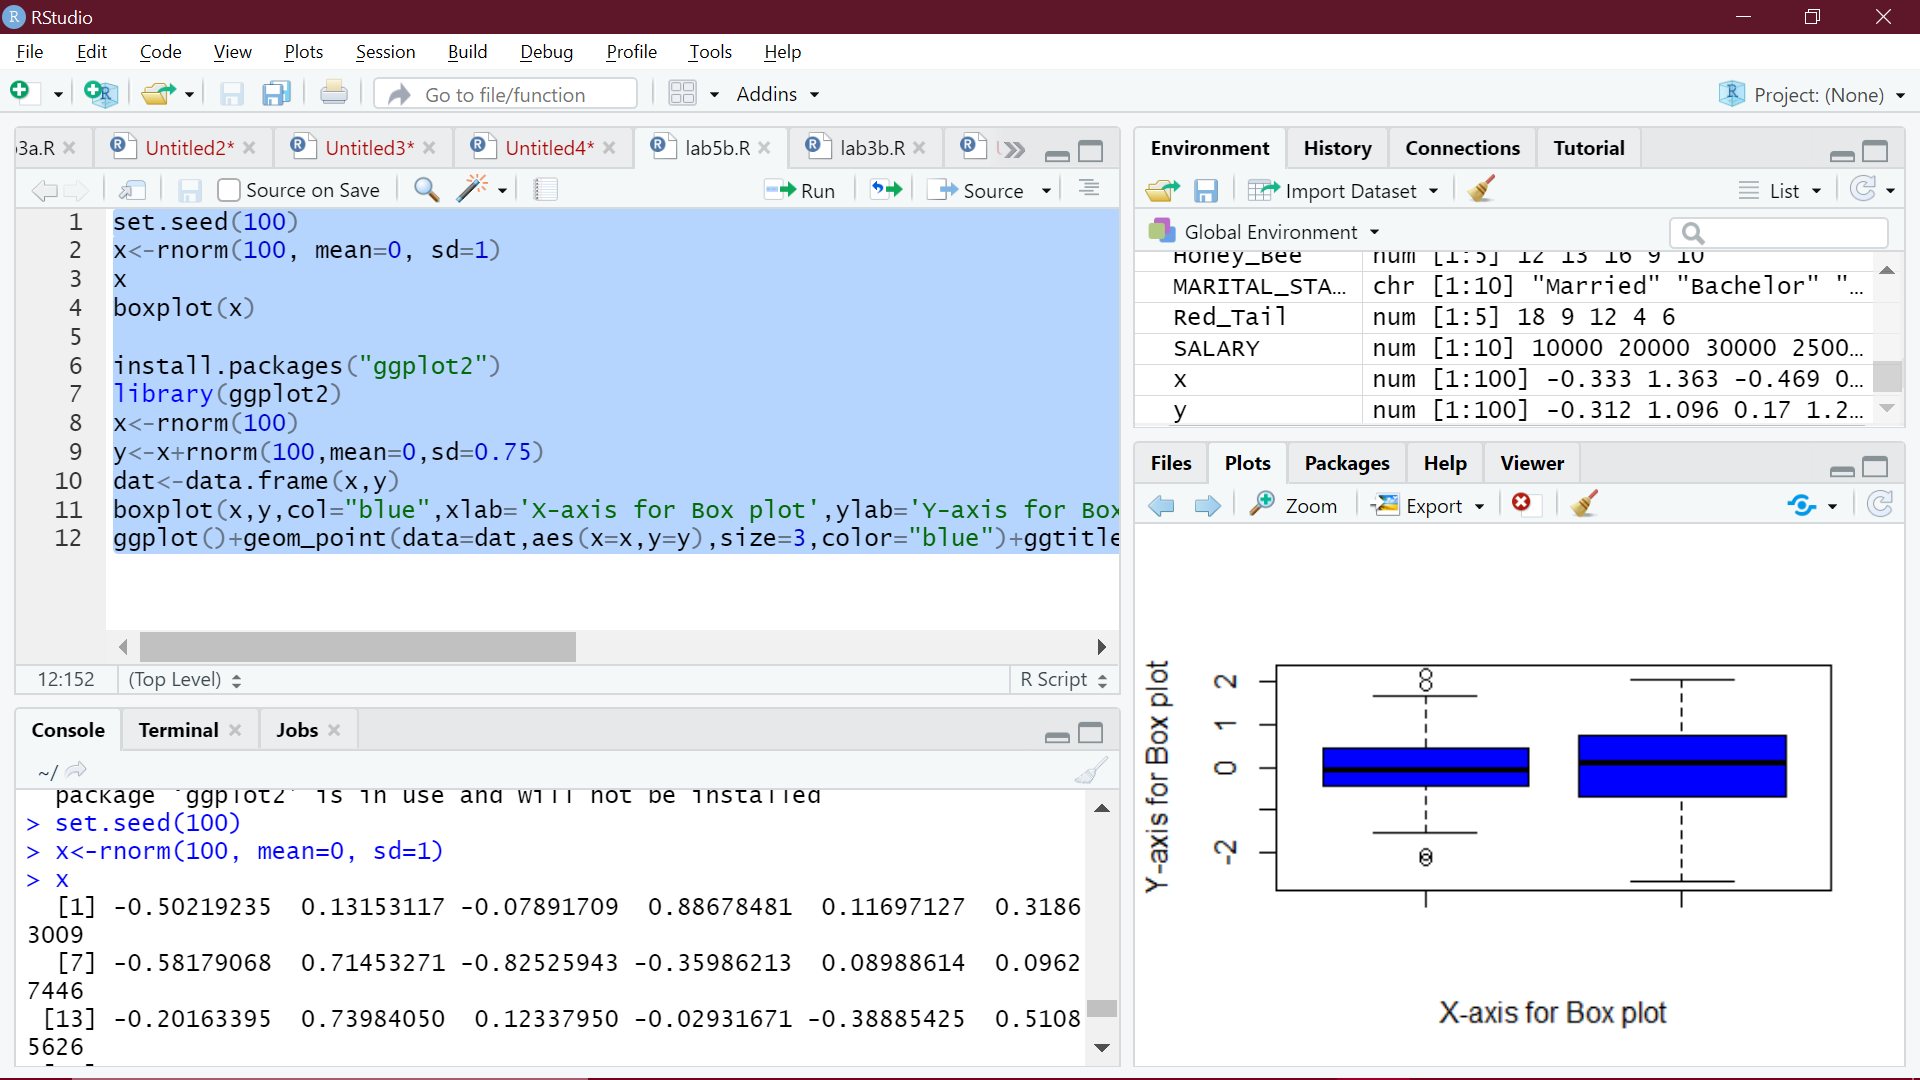 RStudio
File Edit Code View Plots Session Build Debug Profile Tools Help
Go to file/function Addins Project: (None)
3a.R Untitled2* Untitled3* Untitled4* lab5b.R lab3b.R
Source on Save Run Source
1 set.seed(100)
2 x<-rnorm(100, mean=0, sd=1)
3 x
4 boxplot(x)
5
6 install.packages("ggplot2")
7 library(ggplot2)
8 x<-rnorm(100)
9 y<-x+rnorm(100,mean=0,sd=0.75)
10 dat<-data.frame(x,y)
11 boxplot(x,y,col="blue",xlab='X-axis for Box plot',ylab='Y-axis for Box
12 ggplot()+geom_point(data=dat,aes(x=x,y=y),size=3,color="blue")+ggtitle
12:152 (Top Level) R Script
Console Terminal Jobs
~/
package 'ggplot2' is in use and will not be installed
> set.seed(100)
> x<-rnorm(100, mean=0, sd=1)
> x
[1] -0.50219235 0.13153117 -0.07891709 0.88678481 0.11697127 0.3186
3009
[7] -0.58179068 0.71453271 -0.82525943 -0.35986213 0.08988614 0.0962
7446
[13] -0.20163395 0.73984050 0.12337950 -0.02931671 -0.38885425 0.5108
5626
Environment History Connections Tutorial
Import Dataset List
Global Environment
Honey_Bee num [1:5] 12 13 16 9 10
MARITAL_STA... chr [1:10] "Married" "Bachelor" "...
Red_Tail num [1:5] 18 9 12 4 6
SALARY num [1:10] 10000 20000 30000 2500...
x num [1:100] -0.333 1.363 -0.469 0...
y num [1:100] -0.312 1.096 0.17 1.2...
Files Plots Packages Help Viewer
Zoom Export
Y-axis for Box plot
2
1
0
-2
X-axis for Box plot